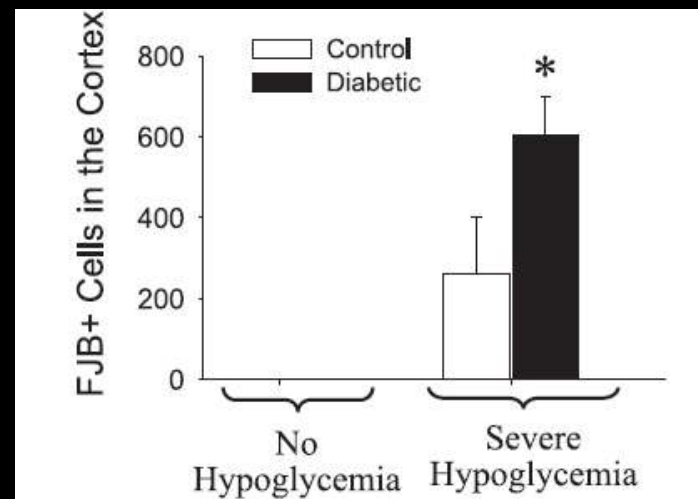 FJB+ Cells in the Cortex
800
600
400
200
0
Control
Diabetic
*
No
Hypoglycemia
Severe
Hypoglycemia